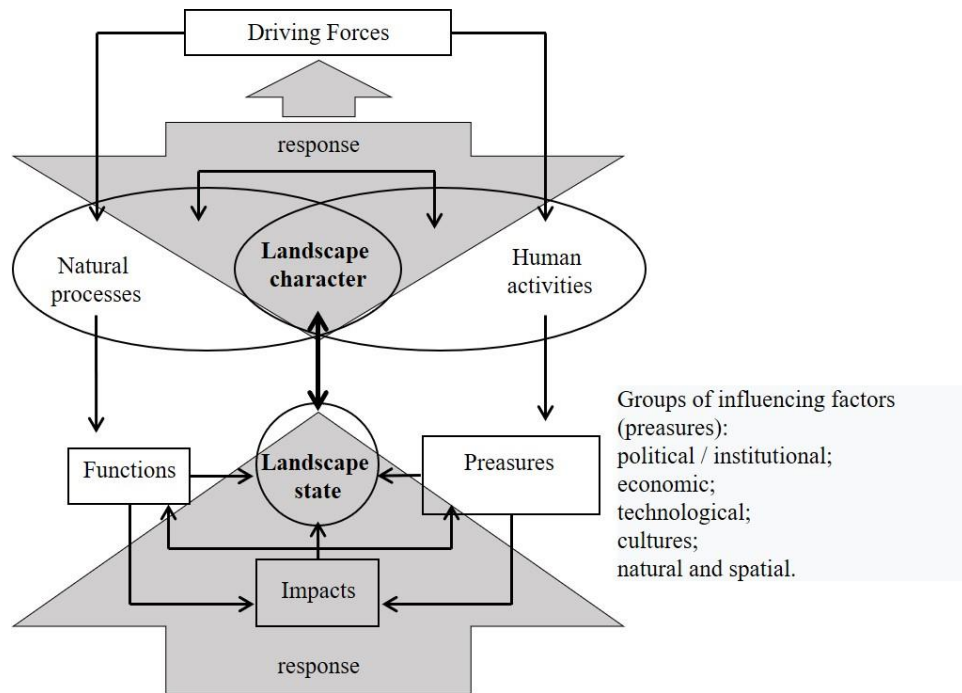 Driving Forces
response
Landscape
character
Natural
processes
Human
activities
Groups of influencing factors
(preasures):
political / institutional;
economic;
technological;
cultures;
natural and spatial.
Functions
Landscape
state
Preasures
Impacts
response